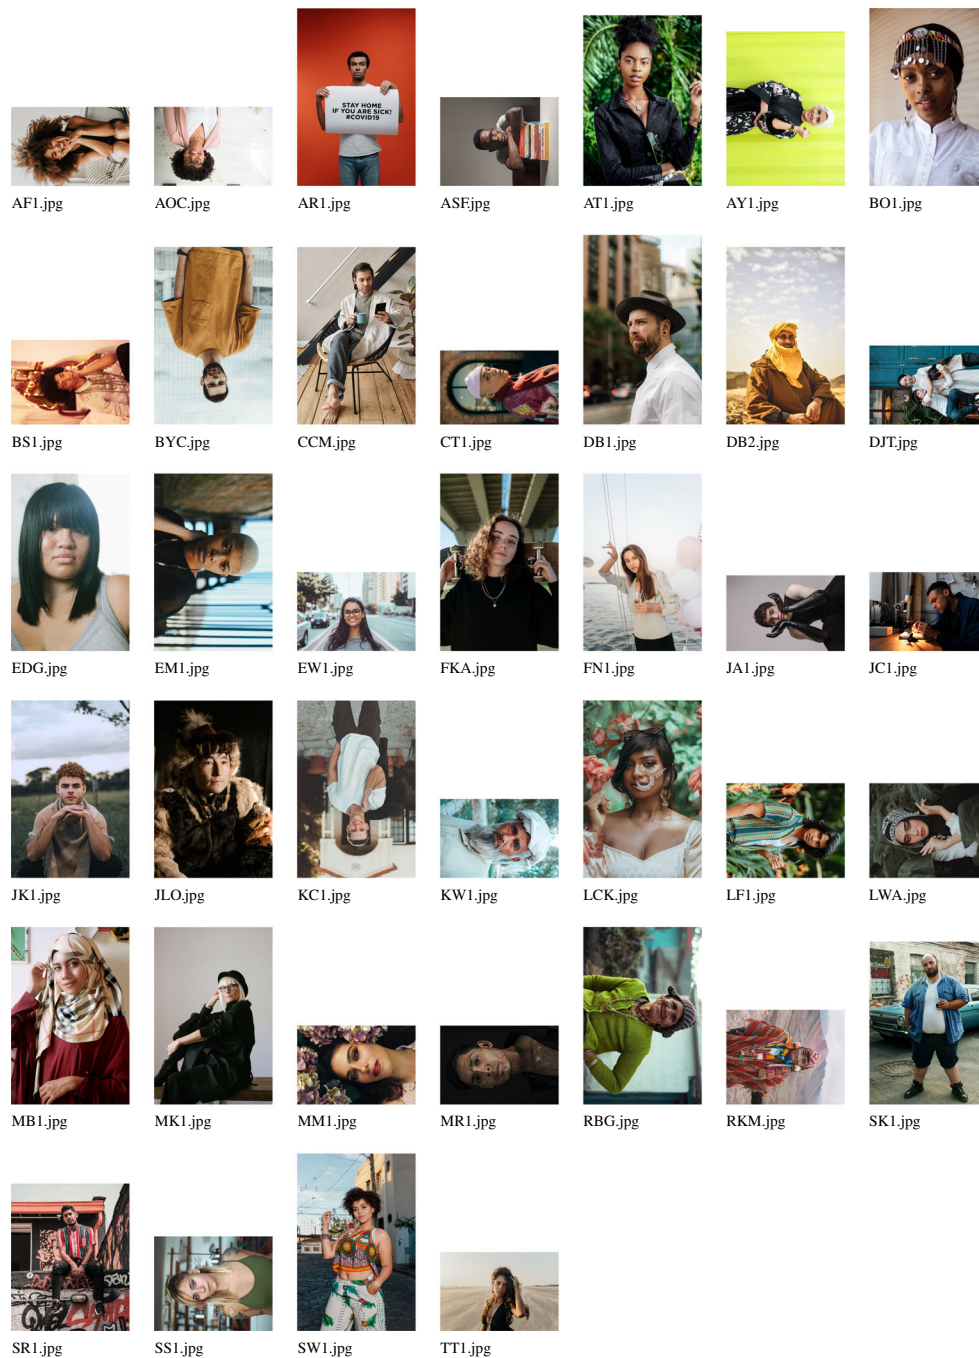 STAY HOME
IF YOU ARE SICK!
#COVID19
AF1.jpg AOC.jpg AR1.jpg ASF.jpg AT1.jpg AY1.jpg BO1.jpg
BS1.jpg BYC.jpg CCM.jpg CT1.jpg DB1.jpg DB2.jpg DJT.jpg
EDG.jpg EM1.jpg EW1.jpg FKA.jpg FN1.jpg JA1.jpg JC1.jpg
JK1.jpg JLO.jpg KC1.jpg KW1.jpg LCK.jpg LF1.jpg LWA.jpg
MB1.jpg MK1.jpg MM1.jpg MR1.jpg RBG.jpg RKM.jpg SK1.jpg
SR1.jpg SS1.jpg SW1.jpg TT1.jpg